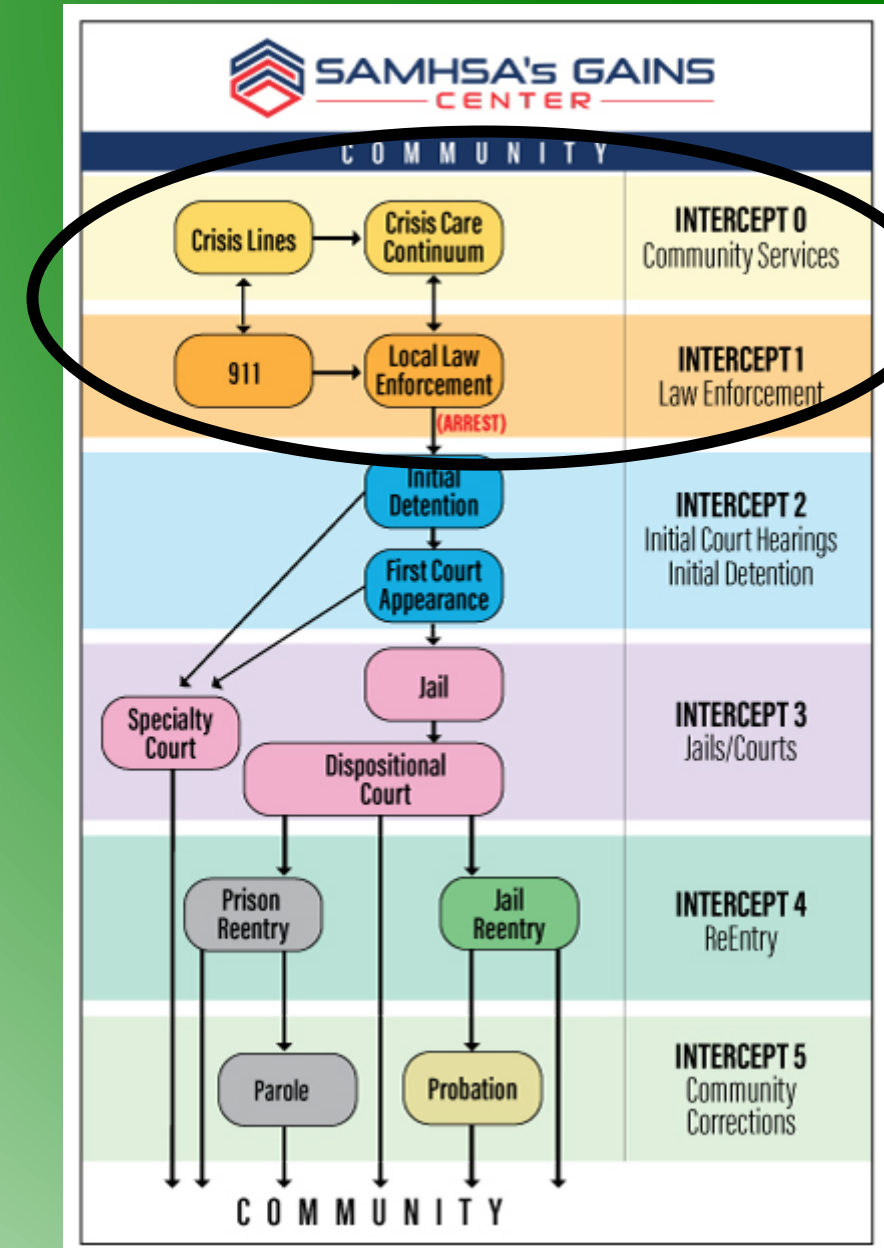 SAMHSA's GAINS
CENTER
COMMUNITY
Crisis Lines
Crisis Care
Continuum
INTERCEPT 0
Community Services
911
Local Law
Enforcement
INTERCEPT 1
Law Enforcement
(ARREST)
Initial
Detention
First Court
Appearance
INTERCEPT 2
Initial Court Hearings
Initial Detention
Jail
Specialty
Court
Dispositional
Court
INTERCEPT 3
Jails/Courts
Prison
Reentry
Jail
Reentry
INTERCEPT 4
ReEntry
Parole
Probation
INTERCEPT 5
Community
Corrections
COMMUNITY